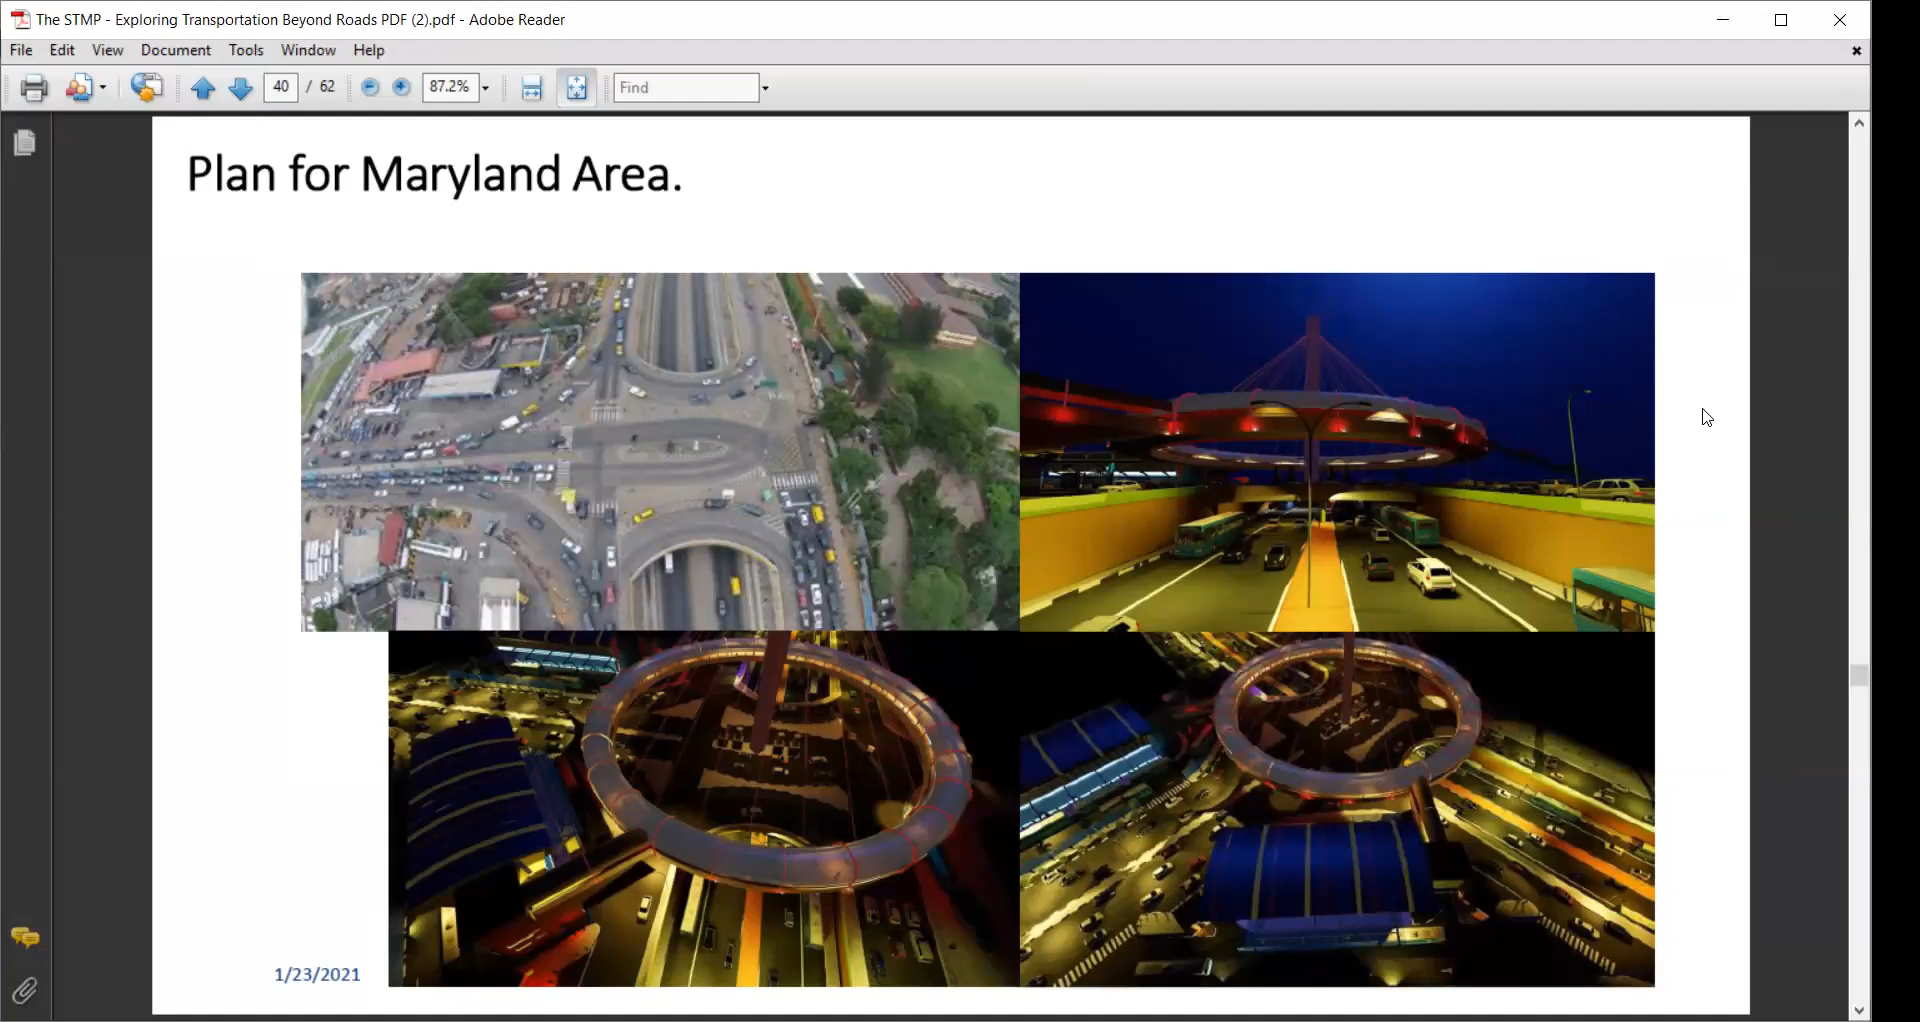 The STMP - Exploring Transportation Beyond Roads PDF (2).pdf - Adobe Reader
File Edit View Document Tools Window Help
40 / 62 87.2% Find
Plan for Maryland Area.
1/23/2021